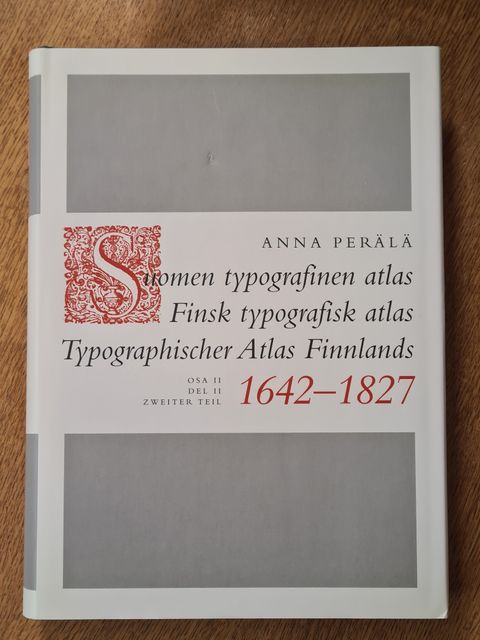 ANNA PERÄLÄ
Suomen typografinen atlas
Finsk typografisk atlas
Typographischer Atlas Finnlands
OSA II
DEL II
ZWEITER TEIL
1642–1827